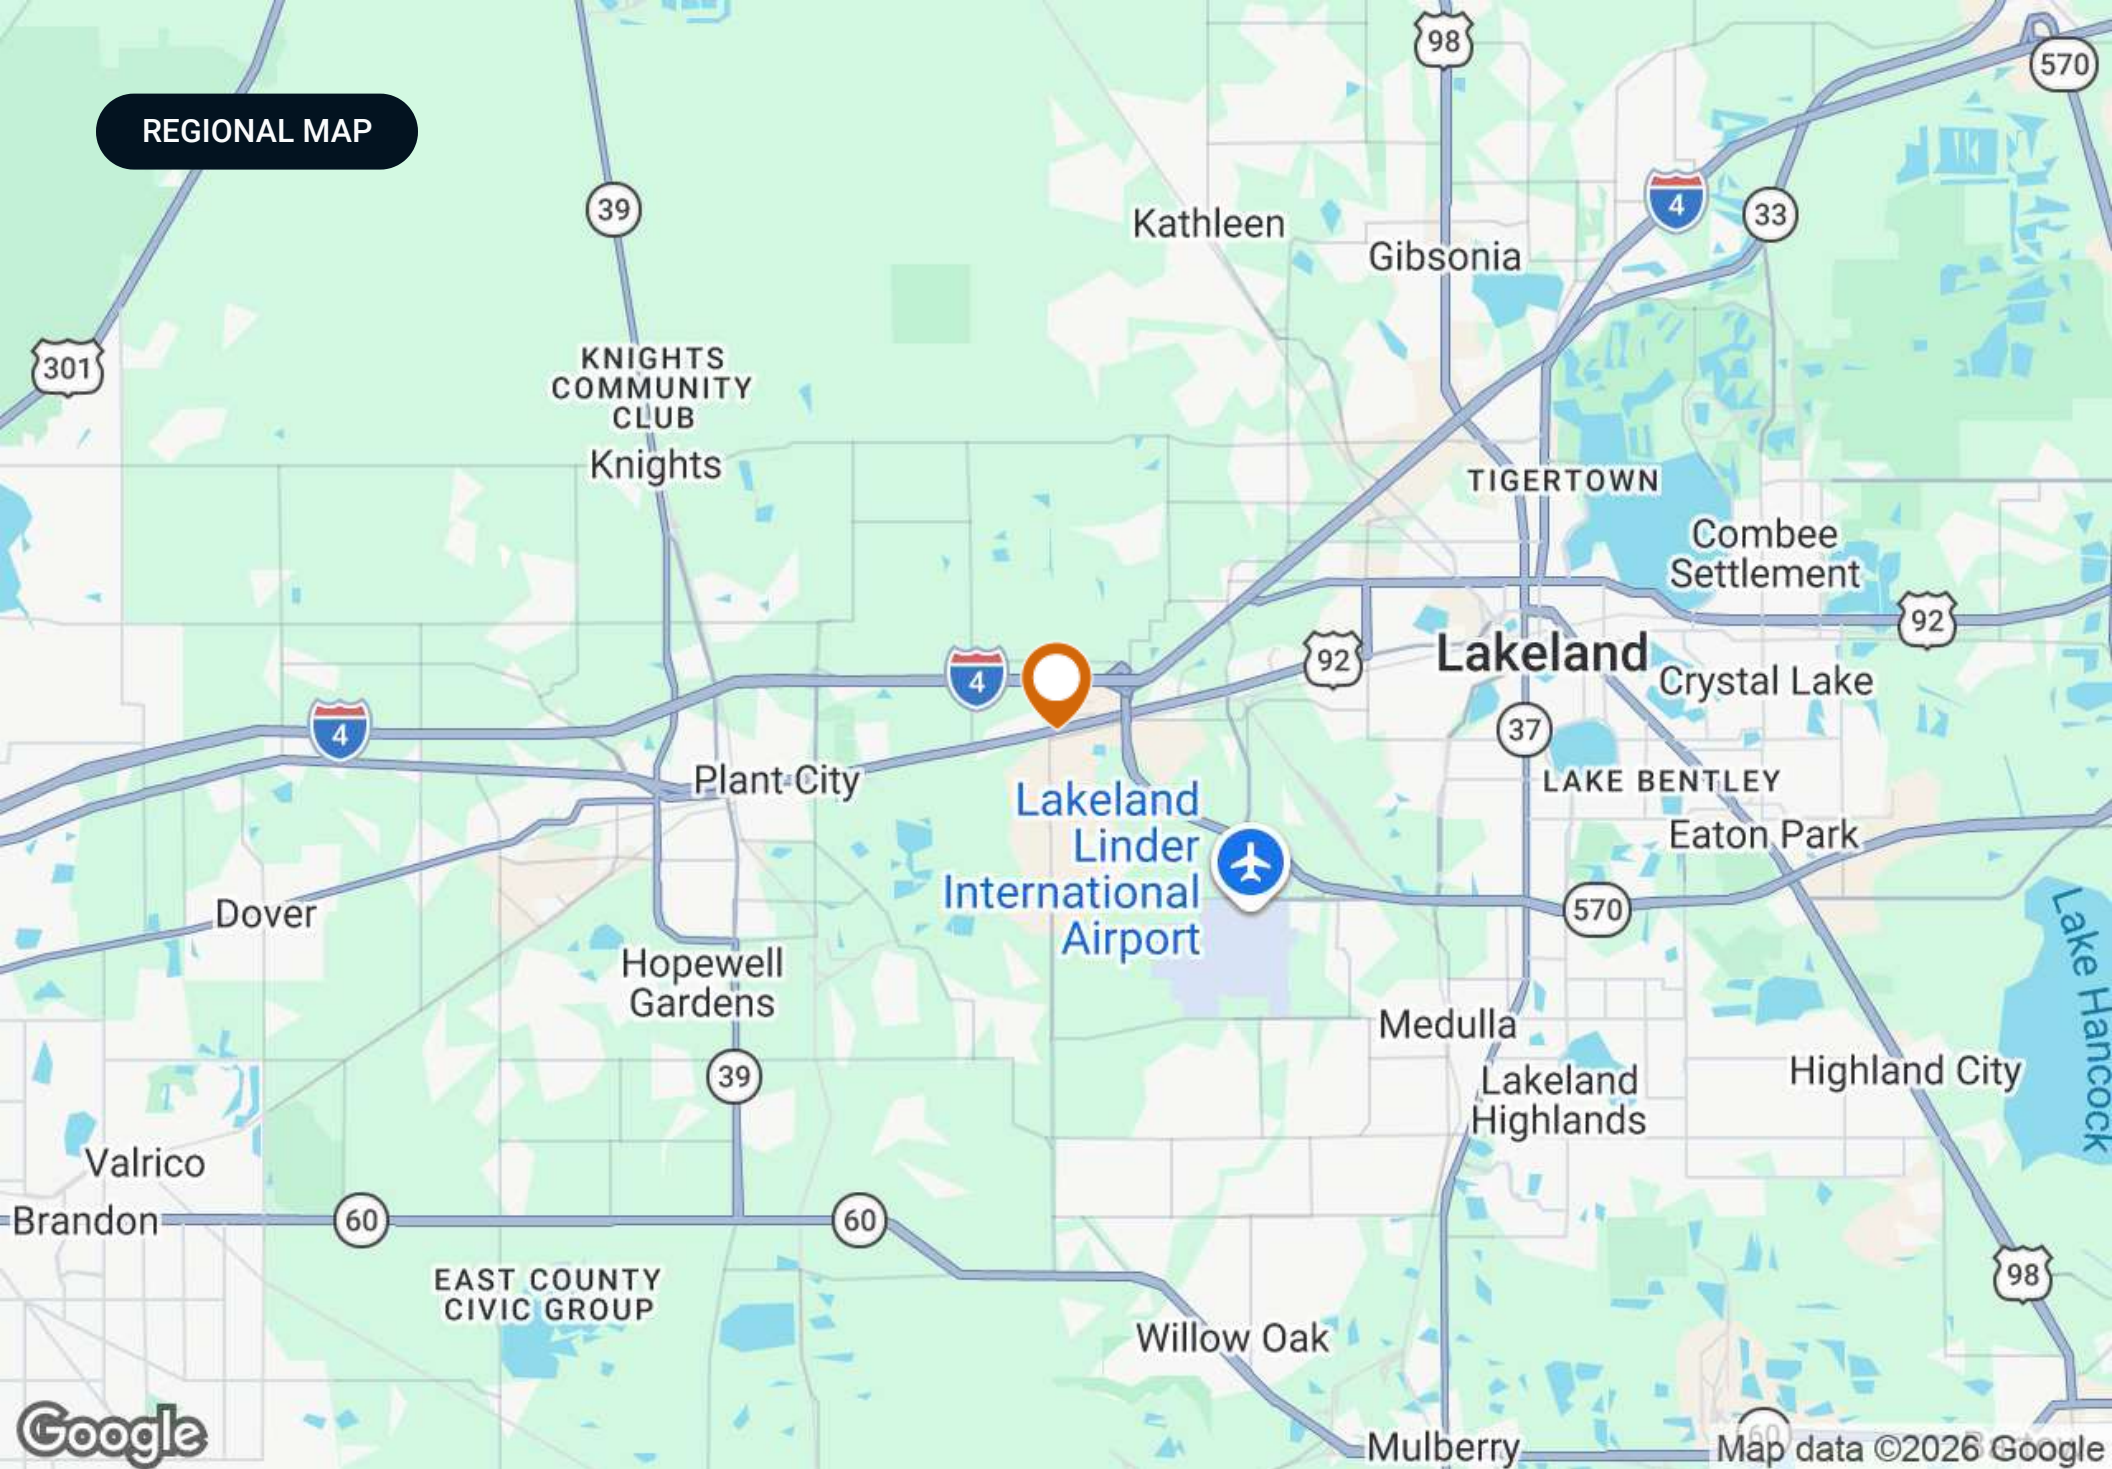 98
570
REGIONAL MAP
4
33
39
Kathleen
Gibsonia
301
KNIGHTS
COMMUNITY
CLUB
Knights
TIGERTOWN
Combee
Settlement
92
92
Lakeland
4
Crystal Lake
4
37
Plant City
LAKE BENTLEY
Lakeland
Linder
International
Airport
Eaton Park
Dover
570
Hopewell
Gardens
Lake Hancock
Medulla
39
Lakeland
Highlands
Highland City
Valrico
Brandon
60
60
EAST COUNTY
CIVIC GROUP
98
Willow Oak
Google
60
Mulberry
Map data ©2026 Google